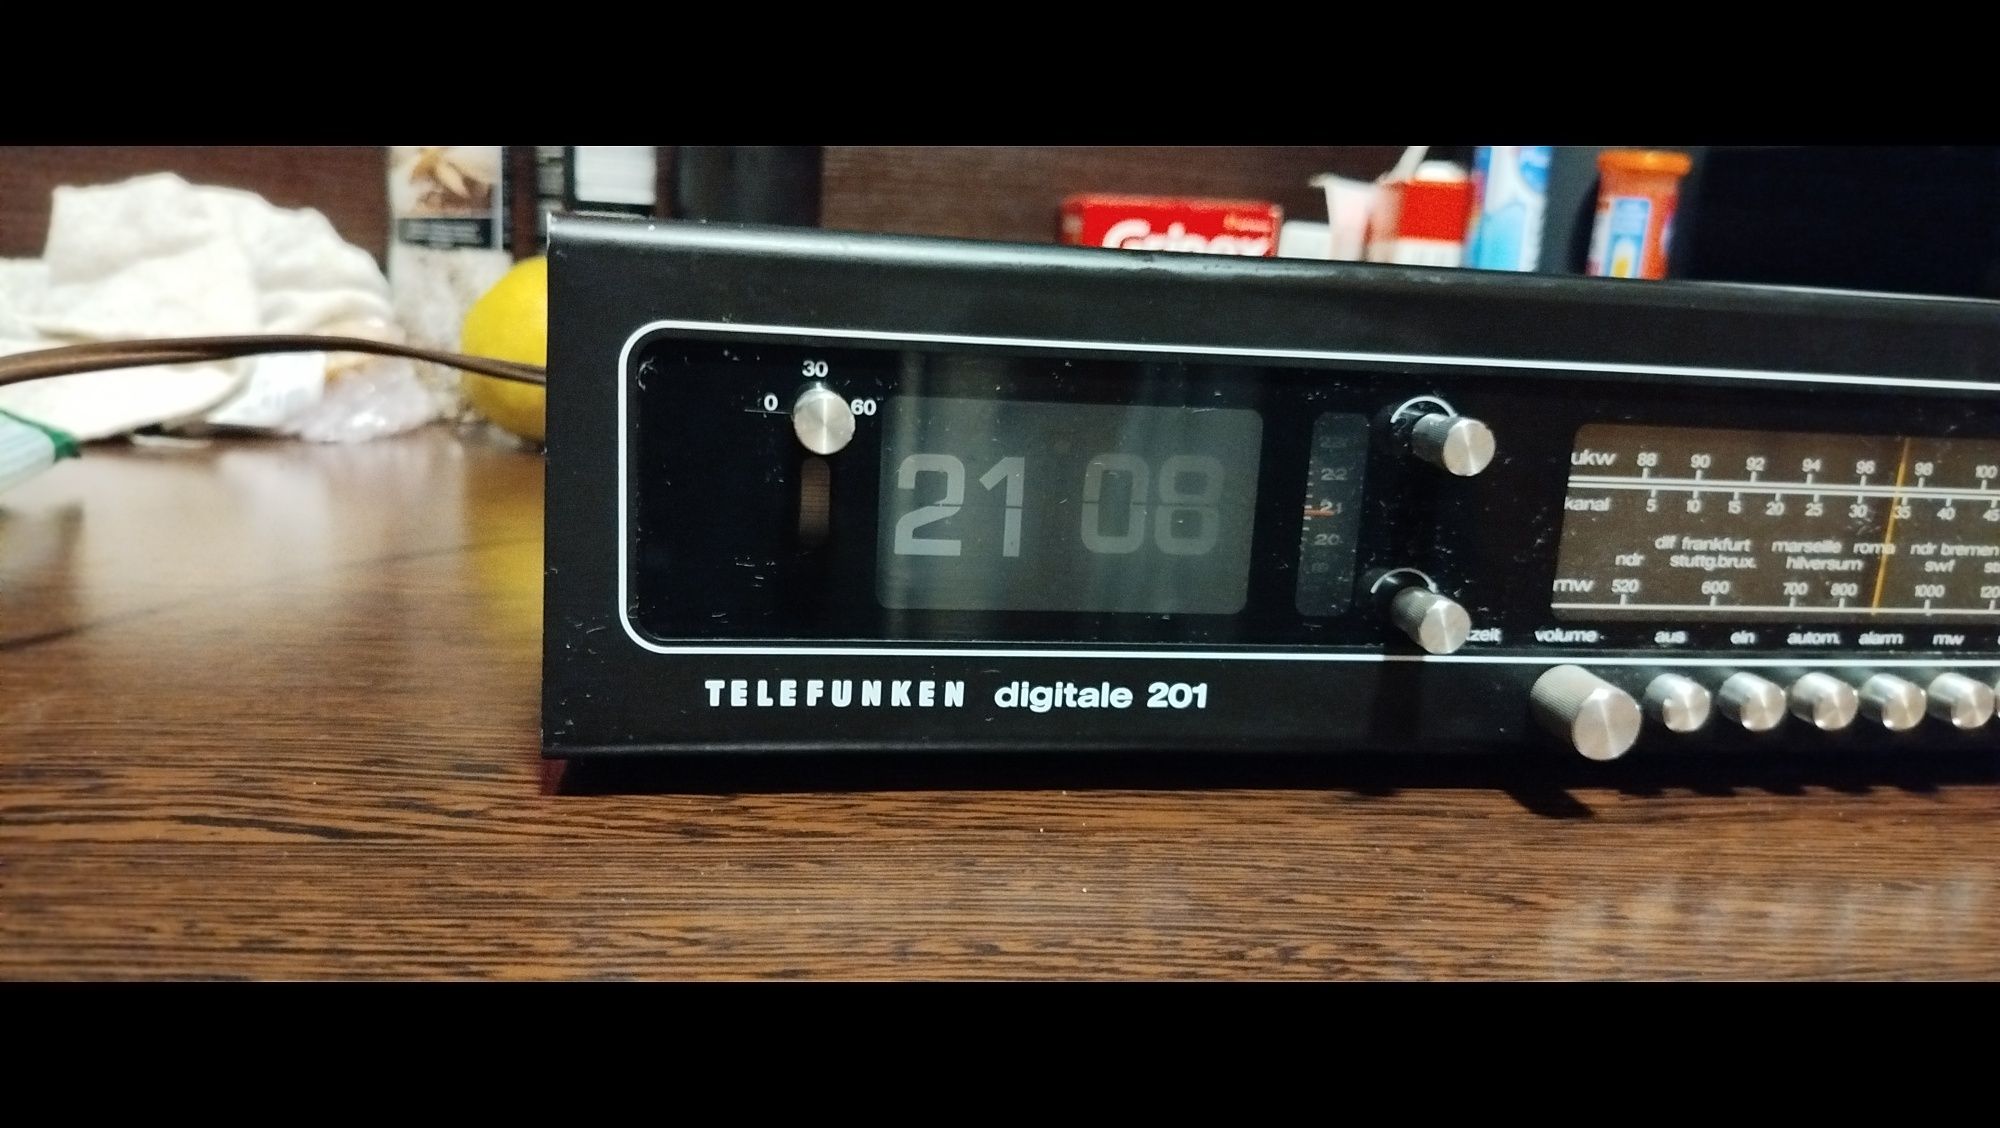 30
0 60
21 08
22
21
20
TELEFUNKEN digitale 201
ukw 88 90 92 94 96 98 100
kanal 5 10 15 20 25 30 35 40 45
dlf frankfurt marseille roma ndr bremen
ndr stuttg.brux. hilversum swf
mw 520 600 700 800 1000
zeit volume aus ein autom. alarm mw